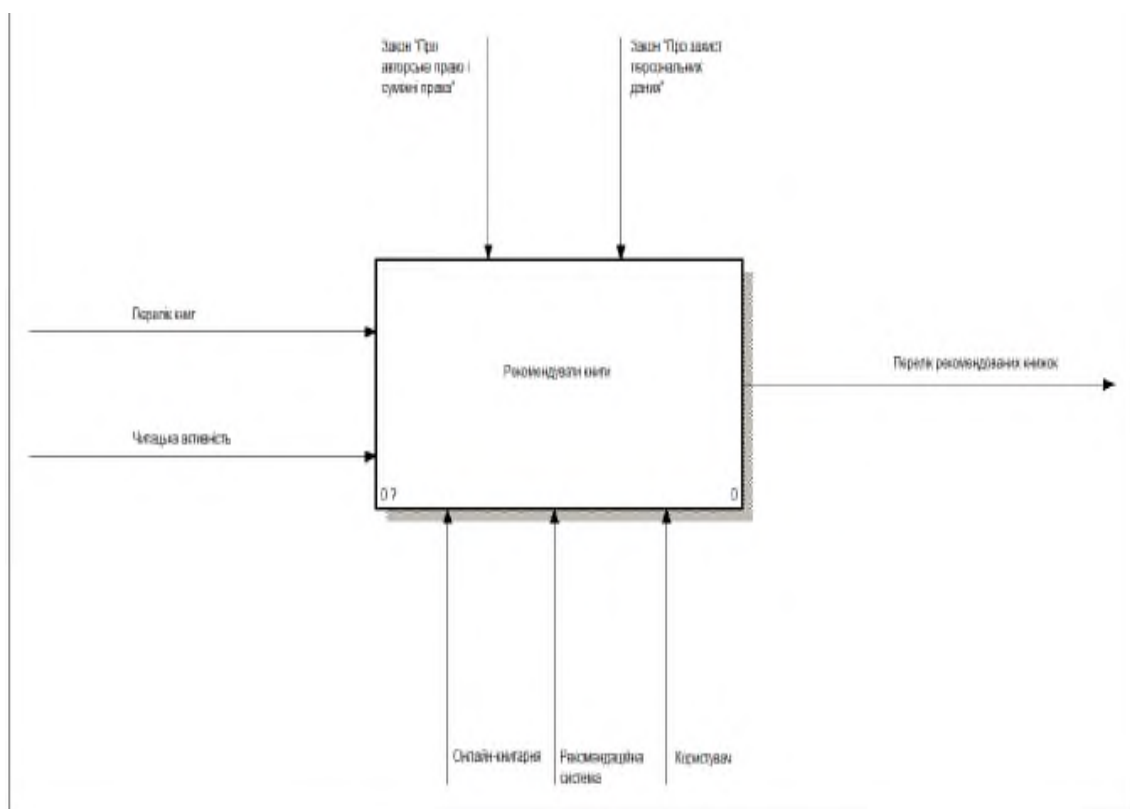 Закон "Про
авторське право і
суміжні права"
Закон "Про захист
персональних
даних"
Перелік книг
Рекомендувати книги
Перелік рекомендованих книжок
Читацька активність
0
Онлайн-книгарня
Рекомендаційна
система
Користувач